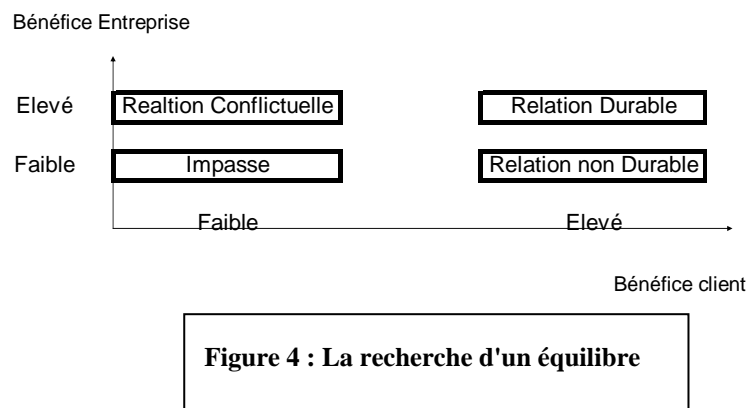 Bénéfice Entreprise
Elevé Realtion Conflictuelle Relation Durable
Faible Impasse Relation non Durable
Faible Elevé
Bénéfice client
Figure 4 : La recherche d'un équilibre